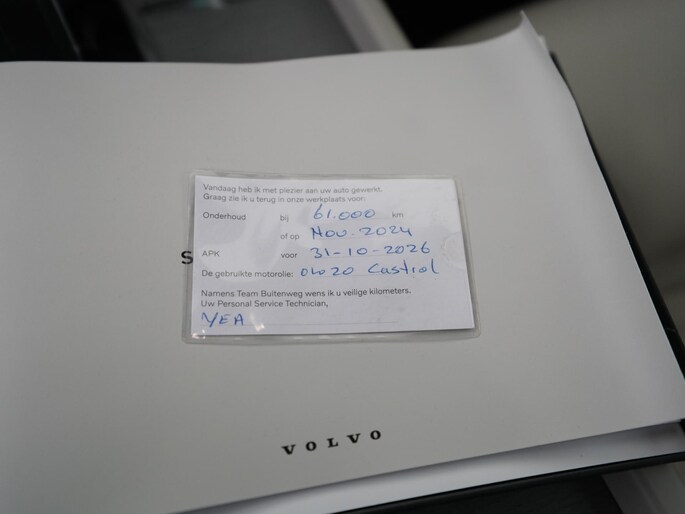 Vandaag heb ik met plezier aan uw auto gewerkt.
Graag zie ik u terug in onze werkplaats voor:
Onderhoud bij 61.000 km
of op Nov. 2024
APK voor 31-10-2026
De gebruikte motorolie: 0w20 Castrol
Namens Team Buitenweg wens ik u veilige kilometers.
Uw Personal Service Technician,
YEA
S
VOLVO